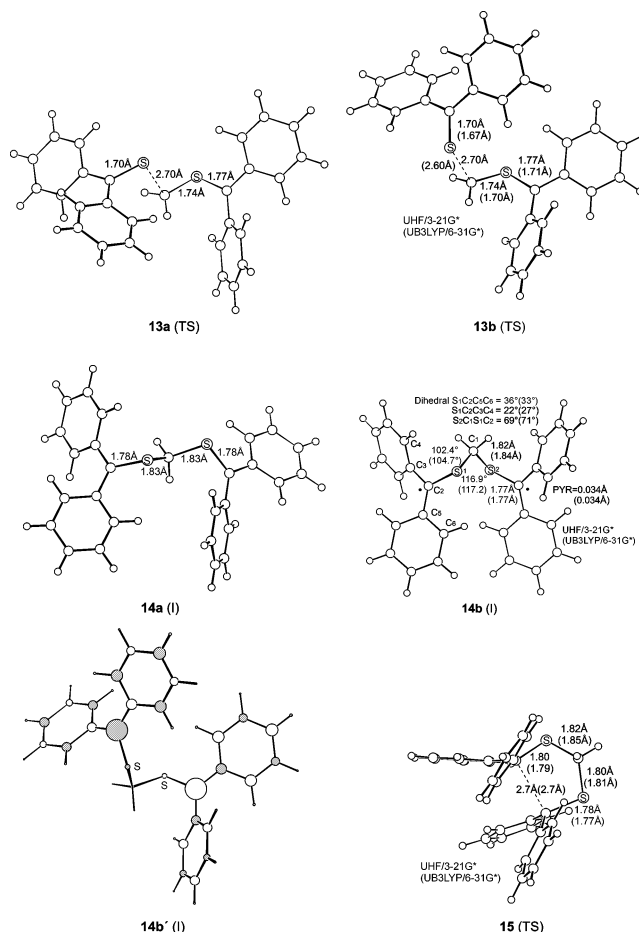 1.70Å
S
2.70Å
S
1.77Å
1.74Å
13a (TS)
1.70Å
(1.67Å)
S
(2.60Å)
2.70Å
S
1.77Å
(1.71Å)
1.74Å
(1.70Å)
UHF/3-21G*
(UB3LYP/6-31G*)
13b (TS)
1.78Å
S
1.83Å
S
1.83Å
1.78Å
14a (I)
Dihedral S1C2C5C6 = 36°(33°)
S1C2C3C4 = 22°(27°)
S2C1S1C2 = 69°(71°)
C4
C1
102.4°
(104.7°)
1.82Å
(1.84Å)
C3
S1
S2
C2
116.9°
(117.2)
1.77Å
(1.77Å)
PYR=0.034Å
(0.034Å)
C5
C6
UHF/3-21G*
(UB3LYP/6-31G*)
14b (I)
S
S
14b´ (I)
1.82Å
(1.85Å)
S
1.80
(1.79)
1.80Å
(1.81Å)
2.7Å(2.7Å)
S
1.78Å
(1.77Å)
UHF/3-21G*
(UB3LYP/6-31G*)
15 (TS)